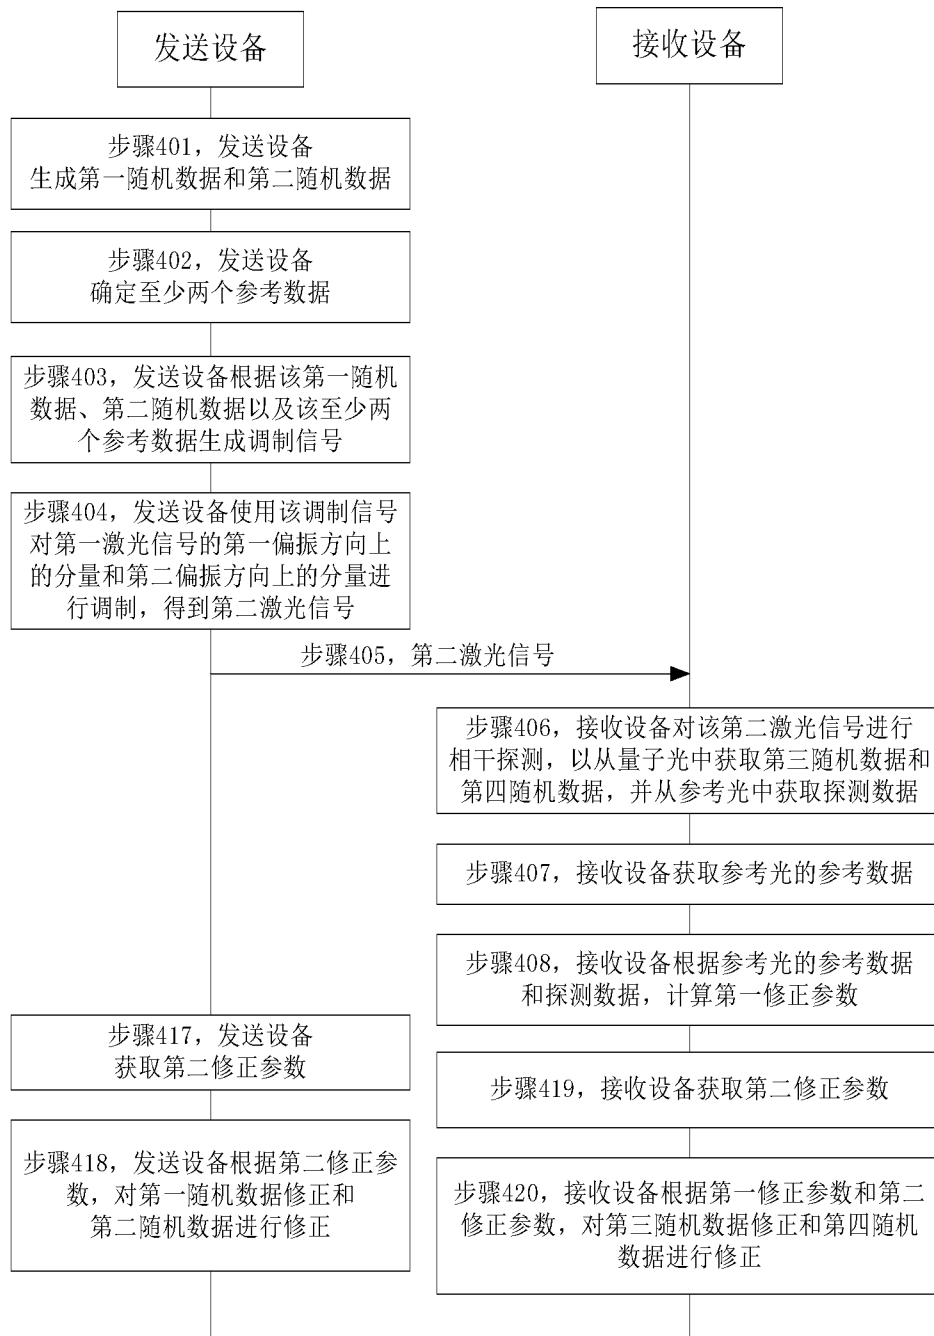 发送设备
接收设备
步骤401，发送设备
生成第一随机数据和第二随机数据
步骤402，发送设备
确定至少两个参考数据
步骤403，发送设备根据该第一随机
数据、第二随机数据以及该至少两
个参考数据生成调制信号
步骤404，发送设备使用该调制信号
对第一激光信号的第一偏振方向上
的分量和第二偏振方向上的分量进
行调制，得到第二激光信号
步骤405，第二激光信号
步骤406，接收设备对该第二激光信号进行
相干探测，以从量子光中获取第三随机数据和
第四随机数据，并从参考光中获取探测数据
步骤407，接收设备获取参考光的参考数据
步骤408，接收设备根据参考光的参考数据
和探测数据，计算第一修正参数
步骤417，发送设备
获取第二修正参数
步骤419，接收设备获取第二修正参数
步骤418，发送设备根据第二修正参
数，对第一随机数据修正和
第二随机数据进行修正
步骤420，接收设备根据第一修正参数和第二
修正参数，对第三随机数据修正和第四随机
数据进行修正